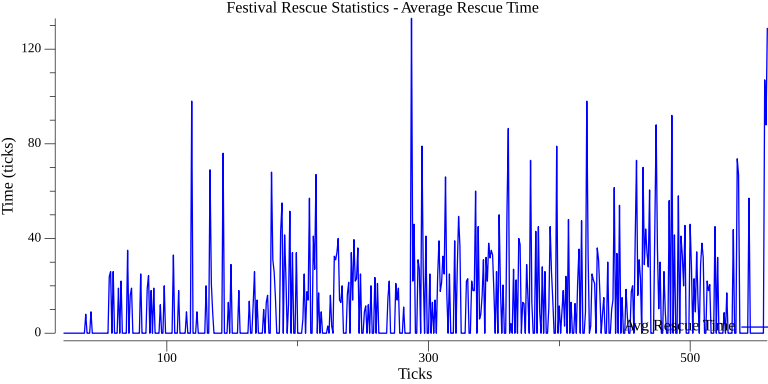 Festival Rescue Statistics - Average Rescue Time
120
80
40
0
Time (ticks)
Avg Rescue Time
100
300
500
Ticks